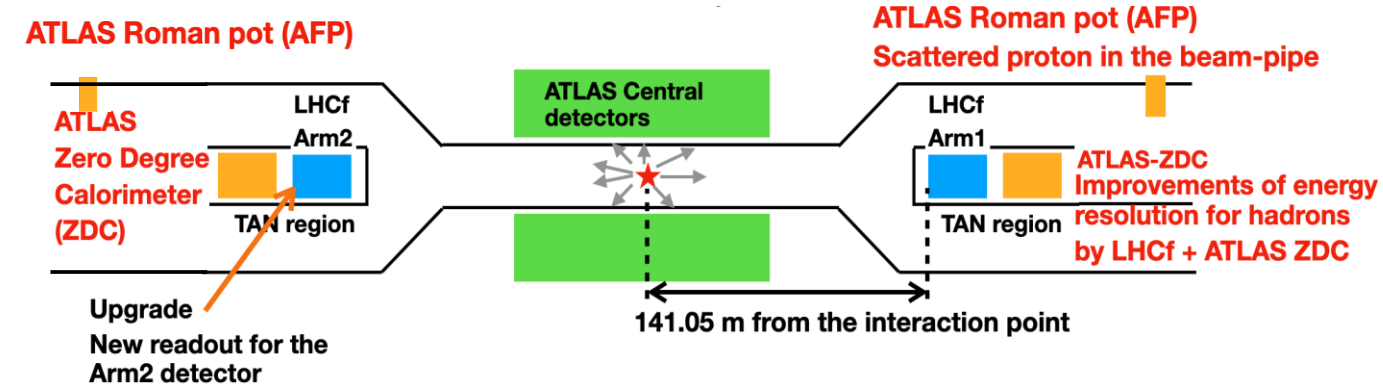 ATLAS Roman pot (AFP)
ATLAS Roman pot (AFP)
Scattered proton in the beam-pipe
ATLAS Central
detectors
LHCf
Arm2
ATLAS
Zero Degree
Calorimeter
(ZDC)
TAN region
LHCf
Arm1
TAN region
ATLAS-ZDC
Improvements of energy
resolution for hadrons
by LHCf + ATLAS ZDC
Upgrade
New readout for the
Arm2 detector
141.05 m from the interaction point